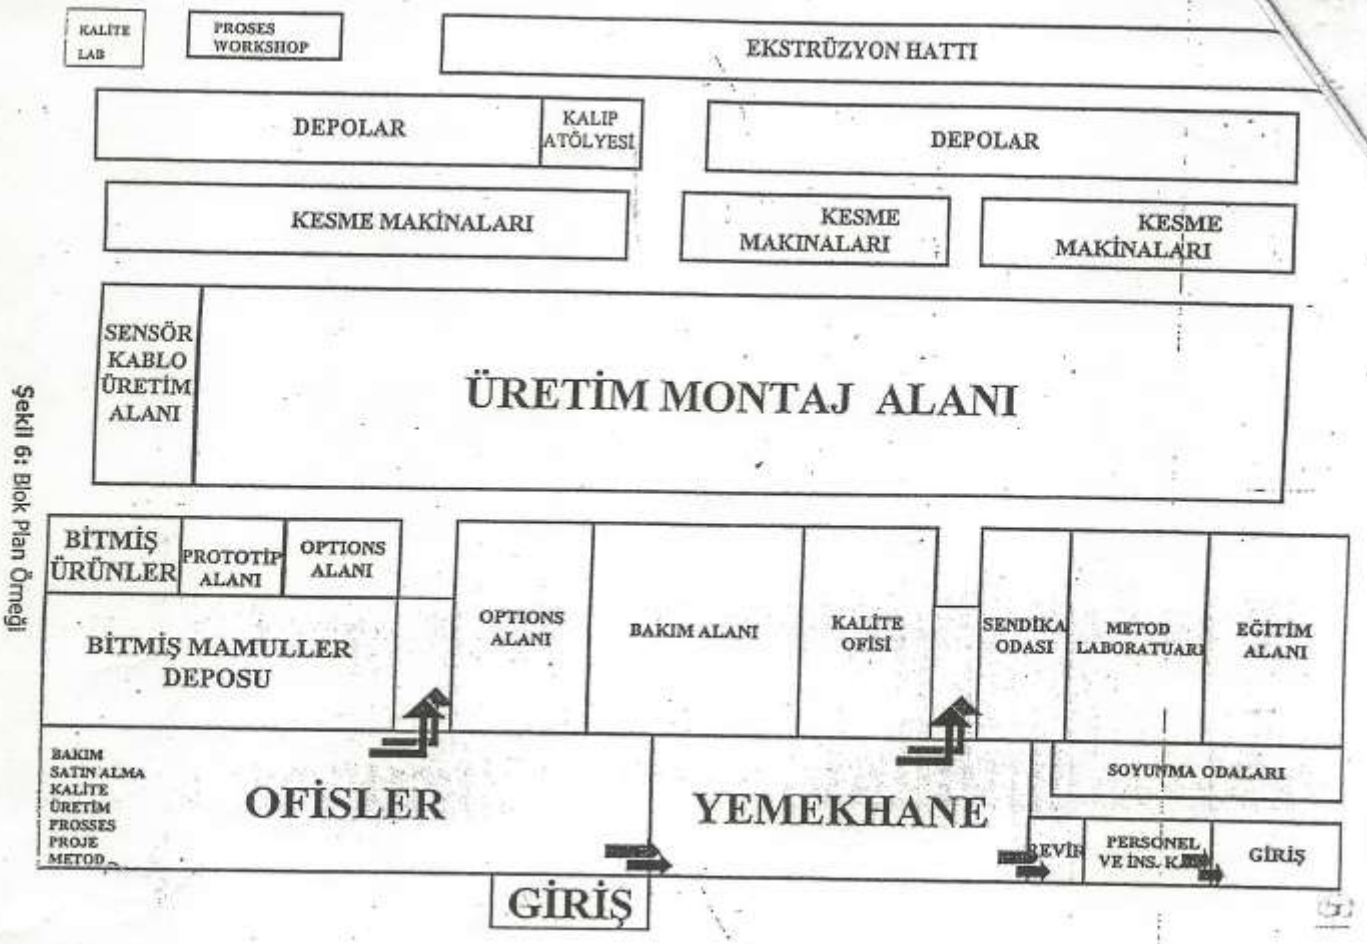 KALİTE
LAB
PROSES
WORKSHOP
EKSTRÜZYON HATTI
DEPOLAR
KALIP
ATÖLYESİ
DEPOLAR
KESME MAKİNALARI
KESME
MAKINALARI
KESME
MAKİNALARI
SENSÖR
KABLO
ÜRETİM
ALANI
ÜRETİM MONTAJ ALANI
Şekil 6: Blok Plan Örneği
BİTMİŞ
ÜRÜNLER
PROTOTİP
ALANI
OPTIONS
ALANI
BİTMİŞ MAMULLER
DEPOSU
OPTIONS
ALANI
BAKIM ALANI
KALİTE
OFİSİ
SENDİKA
ODASI
METOD
LABORATUARI
EĞİTİM
ALANI
BAKIM
SATIN ALMA
KALİTE
ÜRETİM
PROSSES
PROJE
METOD
OFİSLER
YEMEKHANE
SOYUNMA ODALARI
REVİR
PERSONEL
VE İNS. K
GİRİŞ
GİRİŞ